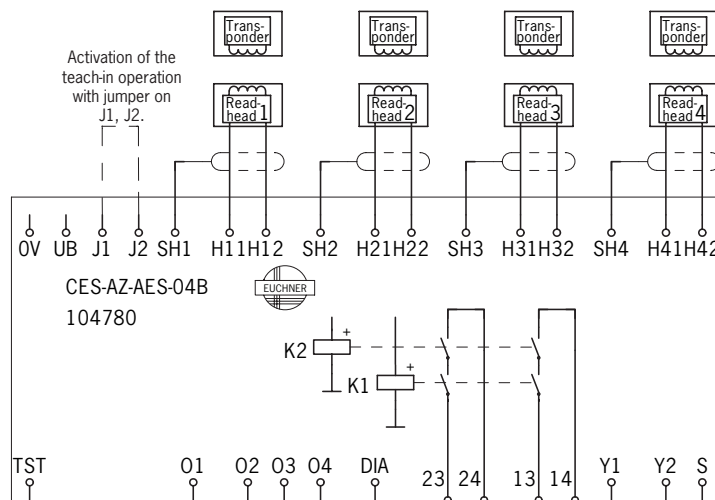 Trans-
ponder
Trans-
ponder
Trans-
ponder
Trans-
ponder
Activation of the
teach-in operation
with jumper on
J1, J2.
Read-
head 1
Read-
head 2
Read-
head 3
Read-
head 4
0V UB J1 J2 SH1 H11 H12 SH2 H21 H22 SH3 H31 H32 SH4 H41 H42
CES-AZ-AES-04B
EUCHNER
104780
K2 +
K1 +
TST O1 O2 O3 O4 DIA 23 24 13 14 Y1 Y2 S